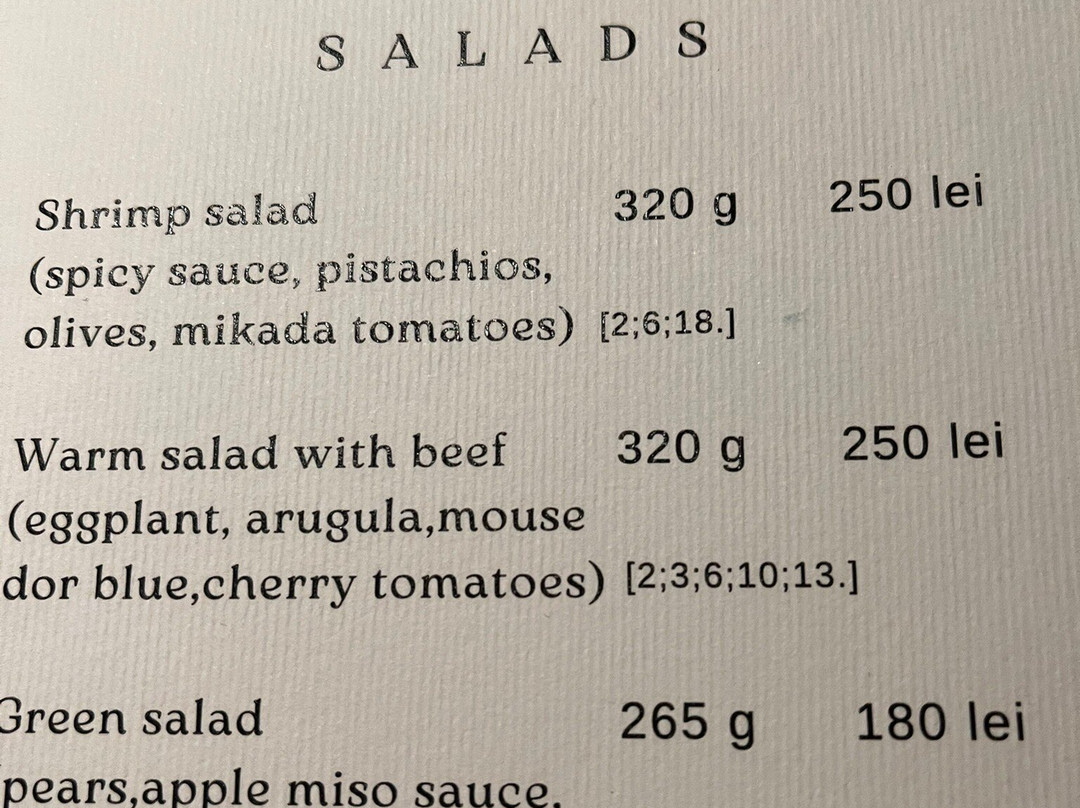 SALADS
Shrimp salad 320 g 250 lei
(spicy sauce, pistachios,
olives, mikada tomatoes) [2;6;18.]
Warm salad with beef 320 g 250 lei
(eggplant, arugula,mouse
dor blue,cherry tomatoes) [2;3;6;10;13.]
Green salad 265 g 180 lei
(pears,apple miso sauce,